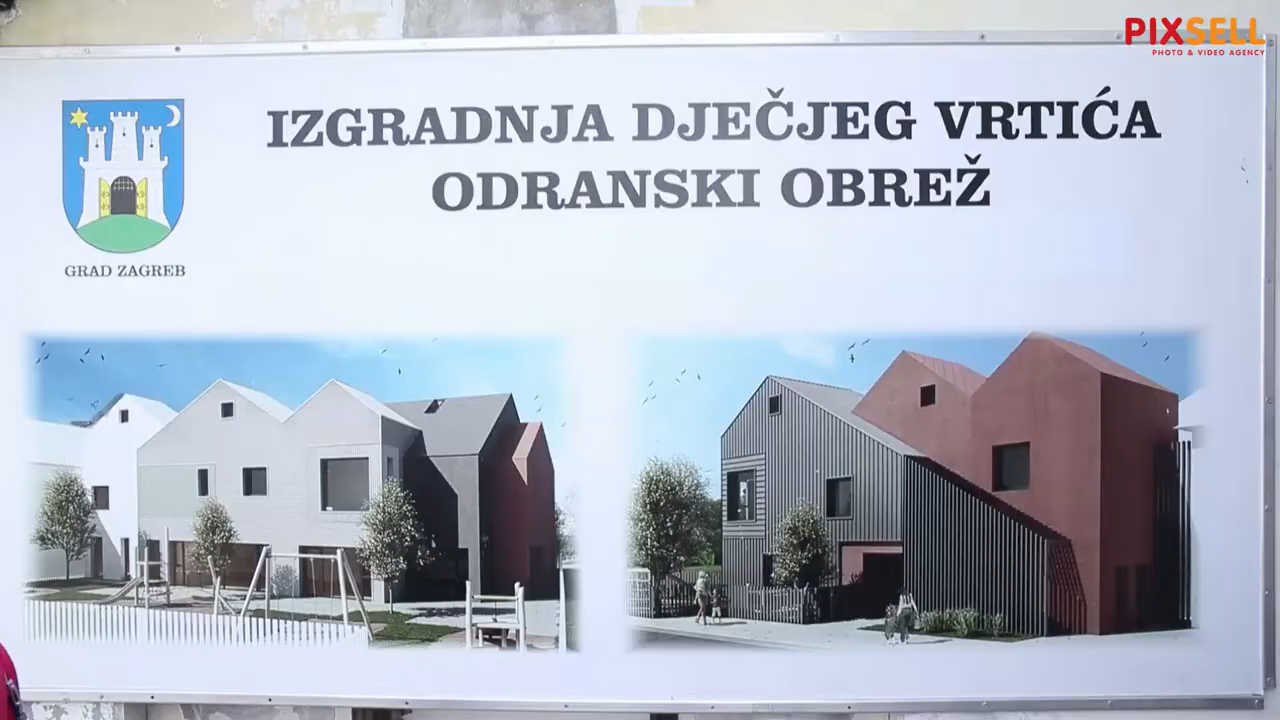 PIXSELL
PHOTO & VIDEO AGENCY
IZGRADNJA DJEČJEG VRTIĆA
ODRANSKI OBREŽ
GRAD ZAGREB